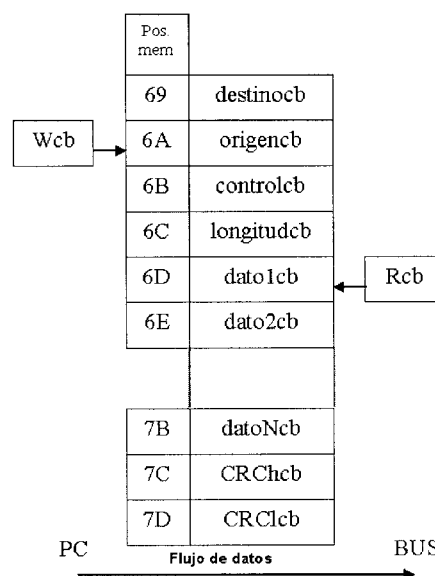 Pos.
mem
69 destinocb
Wcb 6A origencb
6B controlcb
6C longitudcb
6D dato1cb Rcb
6E dato2cb
7B datoNcb
7C CRChcb
7D CRClcb
PC Flujo de datos BUS